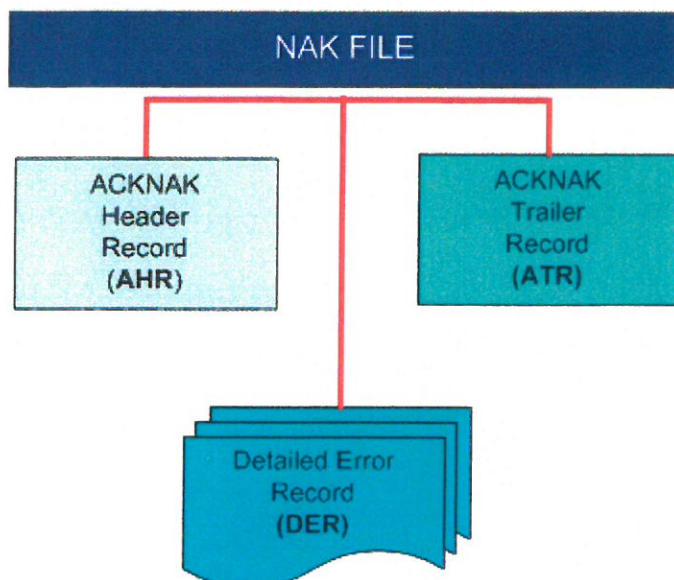 NAK FILE
ACKNAK
Header
Record
(AHR)
ACKNAK
Trailer
Record
(ATR)
Detailed Error
Record
(DER)